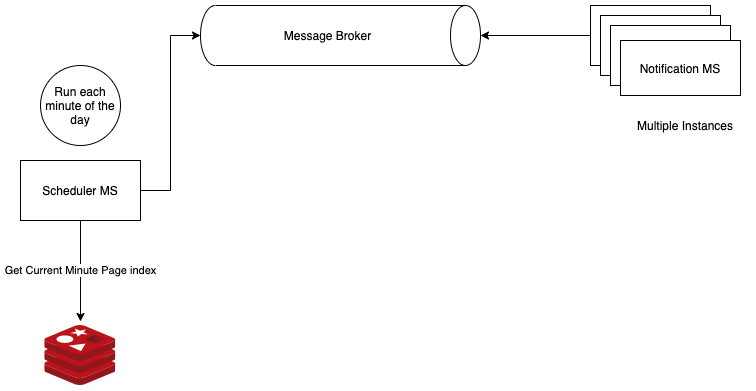 Message Broker
Notification MS
Run each
minute of the
day
Multiple Instances
Scheduler MS
Get Current Minute Page index